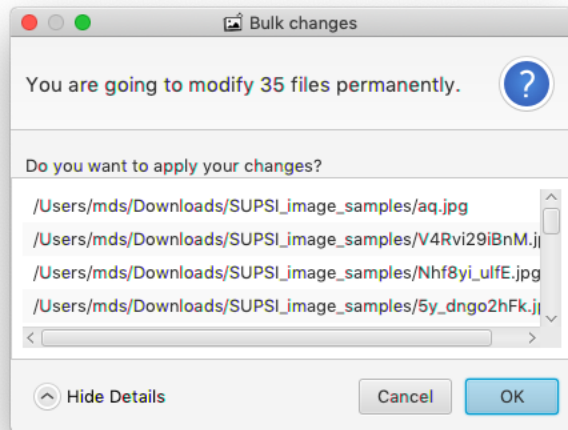 Bulk changes
You are going to modify 35 files permanently.
?
Do you want to apply your changes?
/Users/mds/Downloads/SUPSI_image_samples/aq.jpg
/Users/mds/Downloads/SUPSI_image_samples/V4Rvi29iBnM.j
/Users/mds/Downloads/SUPSI_image_samples/Nhf8yi_ulfE.jpg
/Users/mds/Downloads/SUPSI_image_samples/5y_dngo2hFk.j
Hide Details
Cancel
OK